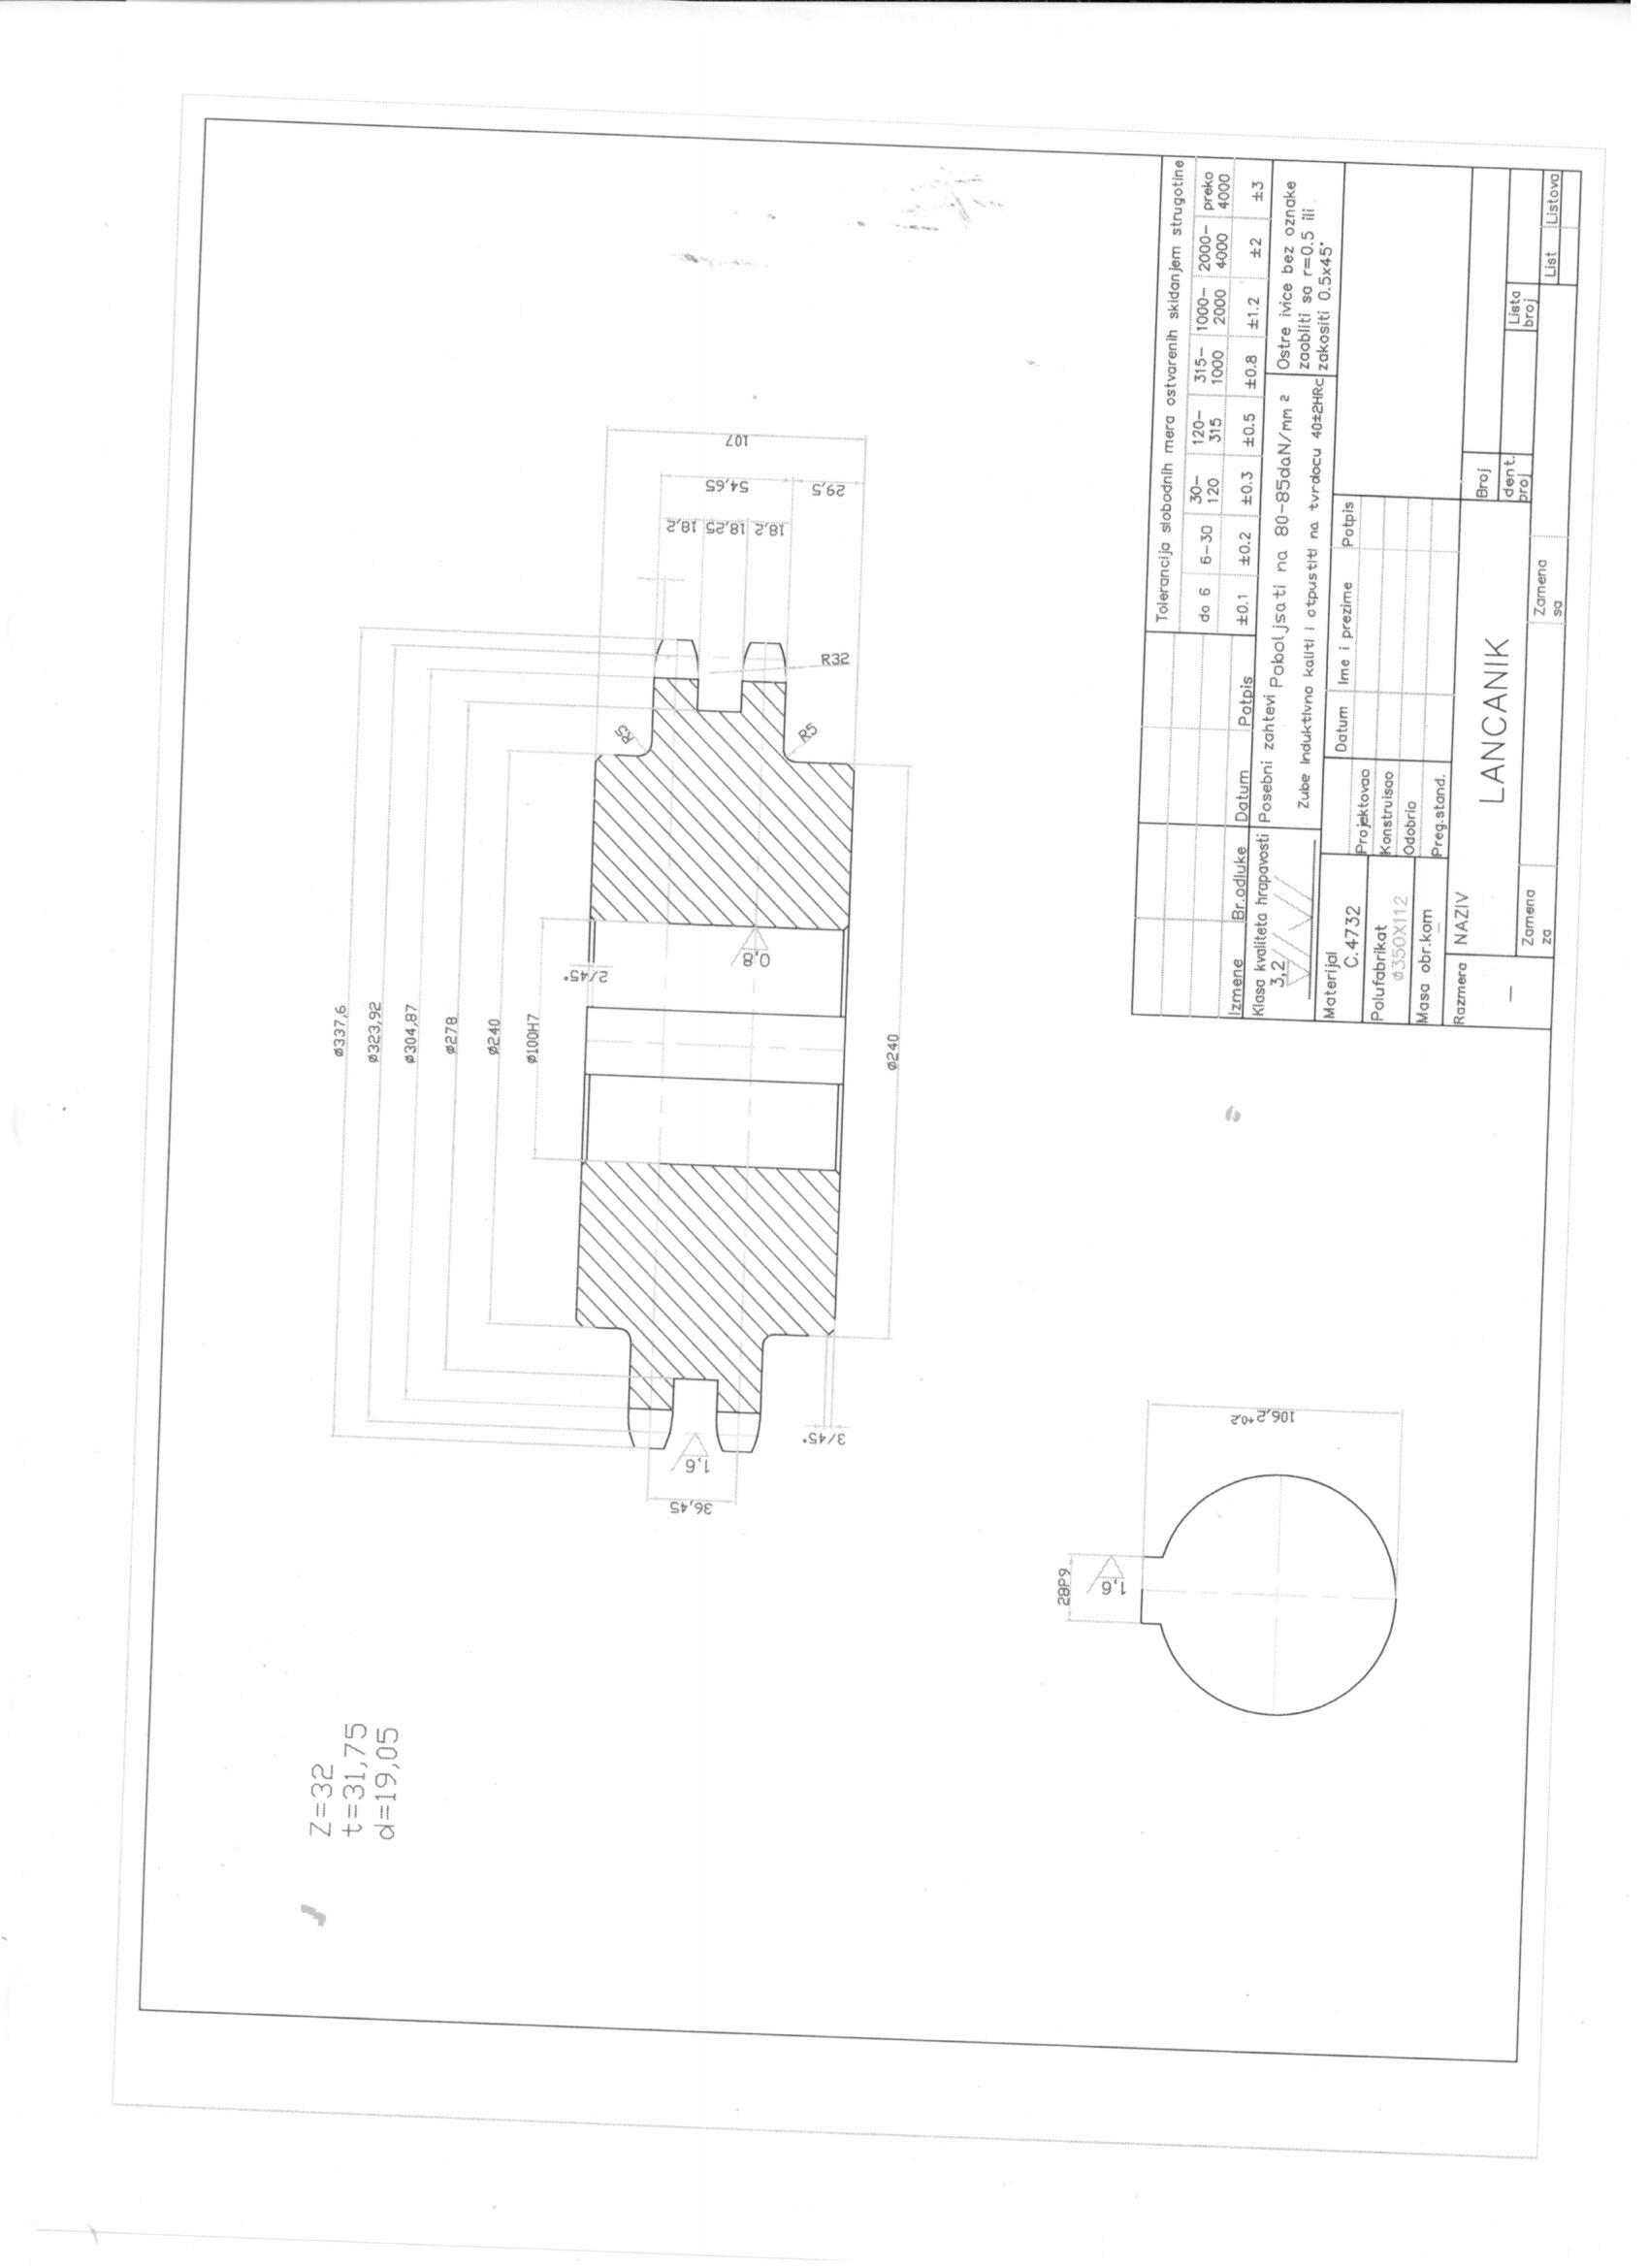 Z=32
t=31,75
d=19,05
ø337,6
ø323,92
ø304,87
ø278
ø240
ø100H7
2/45°
0,8
R5
R5
R32
18,2
18,25
18,2
54,65
29,5
107
36,45
1,6
3/45°
ø240
28P9
1,6
106,2+0,2
Tolerancija slobodnih mera ostvarenih skidanjem strugotine
do 6 6-30 30-120 120-315 315-1000 1000-2000 2000-4000 preko 4000
±0.1 ±0.2 ±0.3 ±0.5 ±0.8 ±1.2 ±2 ±3
Izmene Br.odluke Datum Potpis
Klasa kvaliteta hrapavosti
3,2
Posebni zahtevi Poboljsati na 80-85daN/mm 2
Zube induktivno kaliti i otpustiti na tvrdocu 40±2HRc
Ostre ivice bez oznake
zaobliti sa r=0.5 ili
zakositi 0.5x45°
Materijal
C.4732
Polufabrikat
ø350X112
Masa obr.kom
Datum Ime i prezime Potpis
Projektovao
Konstruisao
Odobrio
Preg.stand.
Razmera
—
NAZIV
LANCANIK
Broj
dent.
broj
Lista
broj
Zamena
za
Zamena
sa
List Listova